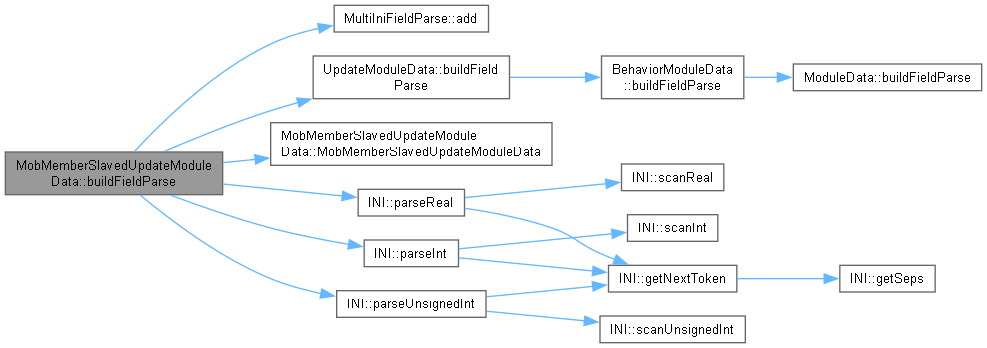 MobMemberSlavedUpdateModule
Data::buildFieldParse
MultiIniFieldParse::add
UpdateModuleData::buildField
Parse
BehaviorModuleData
::buildFieldParse
ModuleData::buildFieldParse
MobMemberSlavedUpdateModule
Data::MobMemberSlavedUpdateModuleData
INI::parseReal
INI::scanReal
INI::parseInt
INI::scanInt
INI::getNextToken
INI::getSeps
INI::parseUnsignedInt
INI::scanUnsignedInt